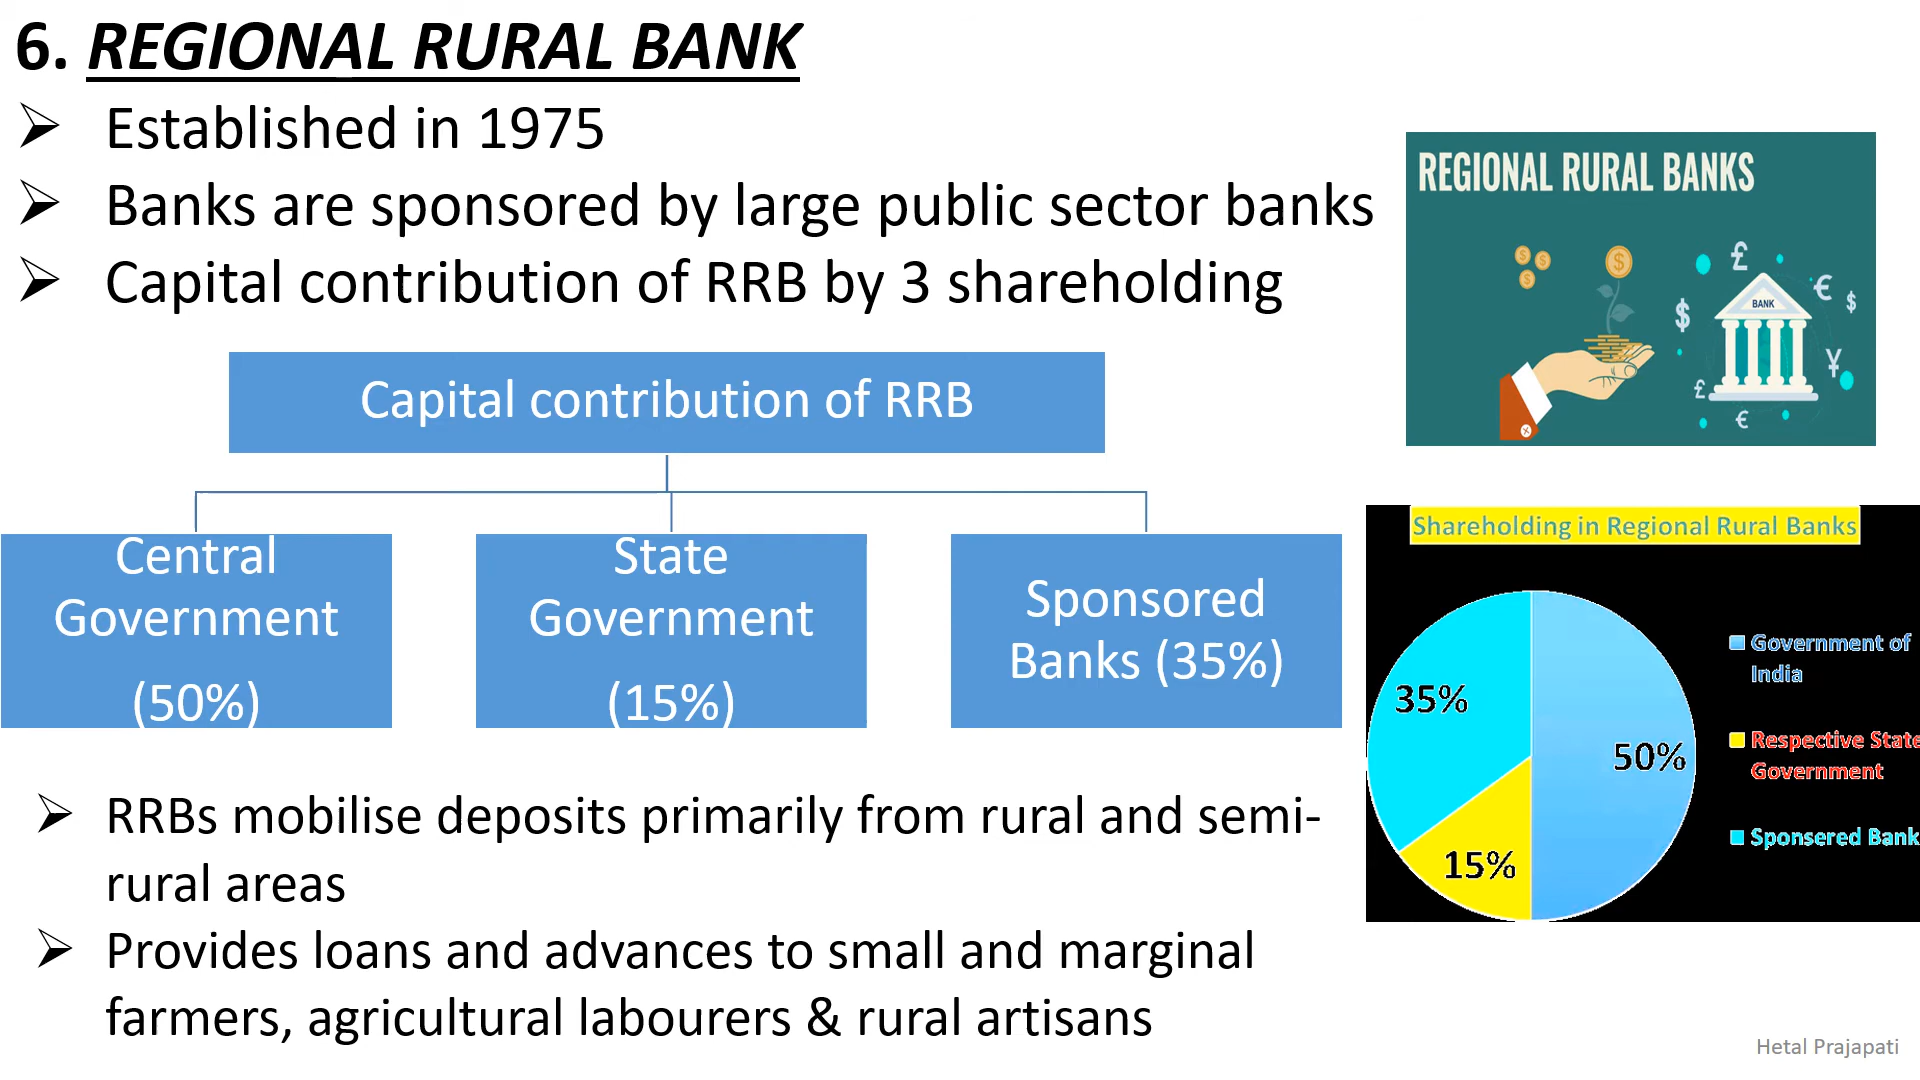 6. REGIONAL RURAL BANK
➢ Established in 1975
➢ Banks are sponsored by large public sector banks
➢ Capital contribution of RRB by 3 shareholding
REGIONAL RURAL BANKS
$
$
$
$
£
€
$
$
BANK
¥
£
€
Capital contribution of RRB
Central
Government
(50%)
State
Government
(15%)
Sponsored
Banks (35%)
Shareholding in Regional Rural Banks
35%
50%
15%
Government of
India
Respective State
Government
Sponsered Bank
➢ RRBs mobilise deposits primarily from rural and semi-
rural areas
➢ Provides loans and advances to small and marginal
farmers, agricultural labourers & rural artisans
Hetal Prajapati